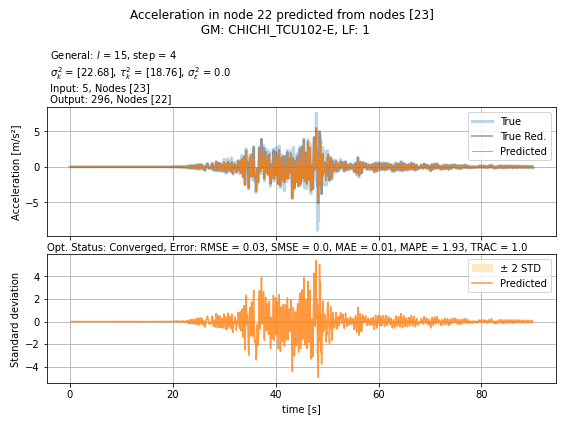 Acceleration in node 22 predicted from nodes [23]
GM: CHICHI_TCU102-E, LF: 1
General: l = 15, step = 4
σ²ₖ = [22.68], τ²ₖ = [18.76], σ²ε = 0.0
Input: 5, Nodes [23]
Output: 296, Nodes [22]
Acceleration [m/s²]
5
0
−5
True
True Red.
Predicted
Opt. Status: Converged, Error: RMSE = 0.03, SMSE = 0.0, MAE = 0.01, MAPE = 1.93, TRAC = 1.0
Standard deviation
4
2
0
−2
−4
± 2 STD
Predicted
0 20 40 60 80
time [s]